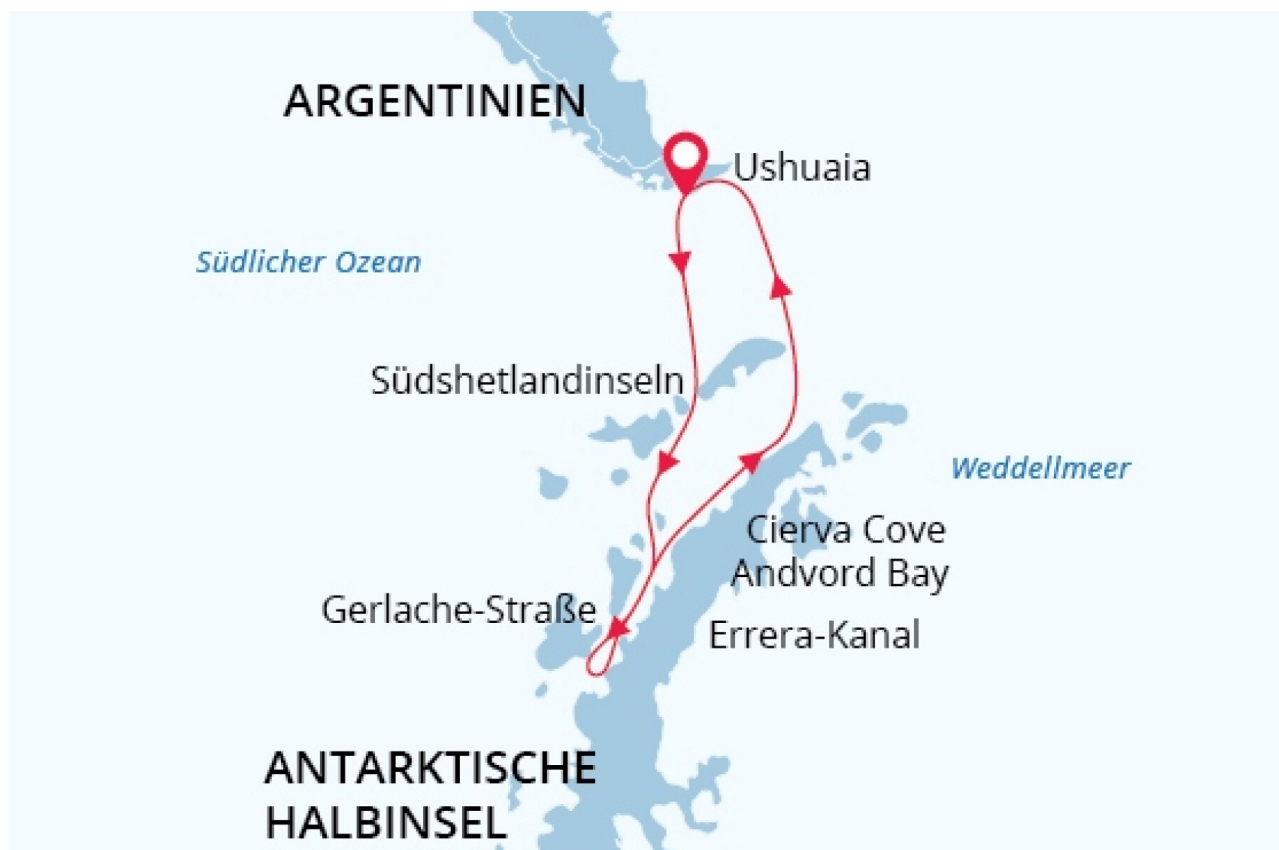 ARGENTINIEN
Ushuaia
Südlicher Ozean
Südshetlandinseln
Weddellmeer
Cierva Cove
Andvord Bay
Gerlache-Straße
Errera-Kanal
ANTARKTISCHE
HALBINSEL